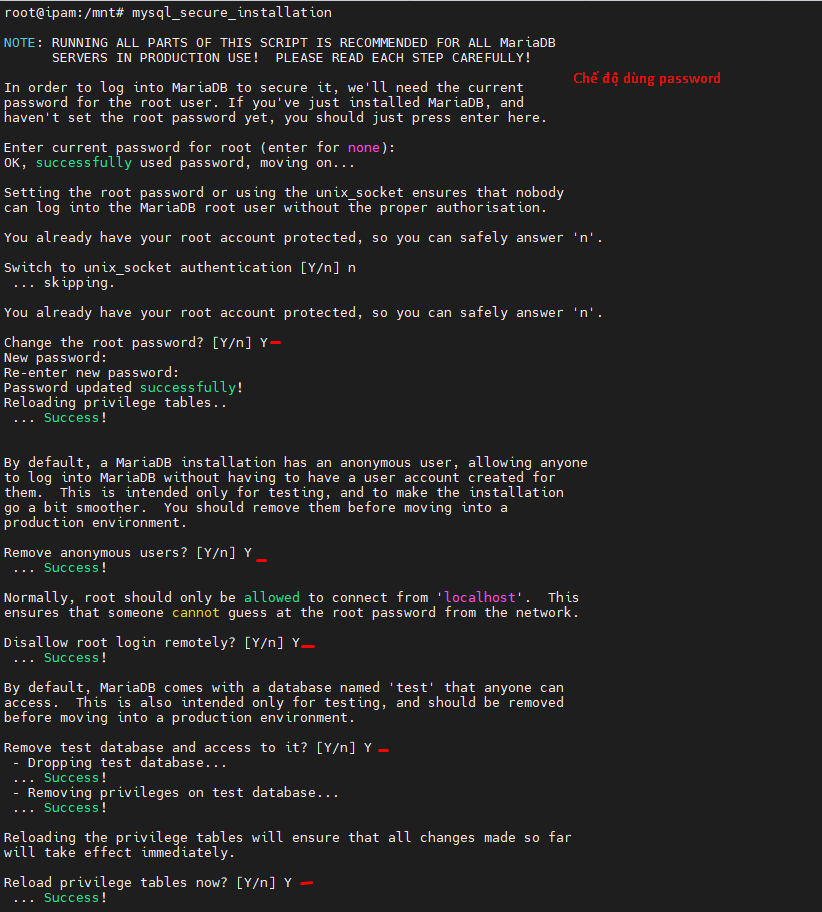 root@ipam:/mnt# mysql_secure_installation
NOTE: RUNNING ALL PARTS OF THIS SCRIPT IS RECOMMENDED FOR ALL MariaDB
SERVERS IN PRODUCTION USE!  PLEASE READ EACH STEP CAREFULLY!
Chế độ dùng password
In order to log into MariaDB to secure it, we'll need the current
password for the root user. If you've just installed MariaDB, and
haven't set the root password yet, you should just press enter here.
Enter current password for root (enter for none):
OK, successfully used password, moving on...
Setting the root password or using the unix_socket ensures that nobody
can log into the MariaDB root user without the proper authorisation.
You already have your root account protected, so you can safely answer 'n'.
Switch to unix_socket authentication [Y/n] n
... skipping.
You already have your root account protected, so you can safely answer 'n'.
Change the root password? [Y/n] Y
New password:
Re-enter new password:
Password updated successfully!
Reloading privilege tables..
... Success!
By default, a MariaDB installation has an anonymous user, allowing anyone
to log into MariaDB without having to have a user account created for
them.  This is intended only for testing, and to make the installation
go a bit smoother.  You should remove them before moving into a
production environment.
Remove anonymous users? [Y/n] Y
... Success!
Normally, root should only be allowed to connect from 'localhost'.  This
ensures that someone cannot guess at the root password from the network.
Disallow root login remotely? [Y/n] Y
... Success!
By default, MariaDB comes with a database named 'test' that anyone can
access.  This is also intended only for testing, and should be removed
before moving into a production environment.
Remove test database and access to it? [Y/n] Y
- Dropping test database...
... Success!
- Removing privileges on test database...
... Success!
Reloading the privilege tables will ensure that all changes made so far
will take effect immediately.
Reload privilege tables now? [Y/n] Y
... Success!